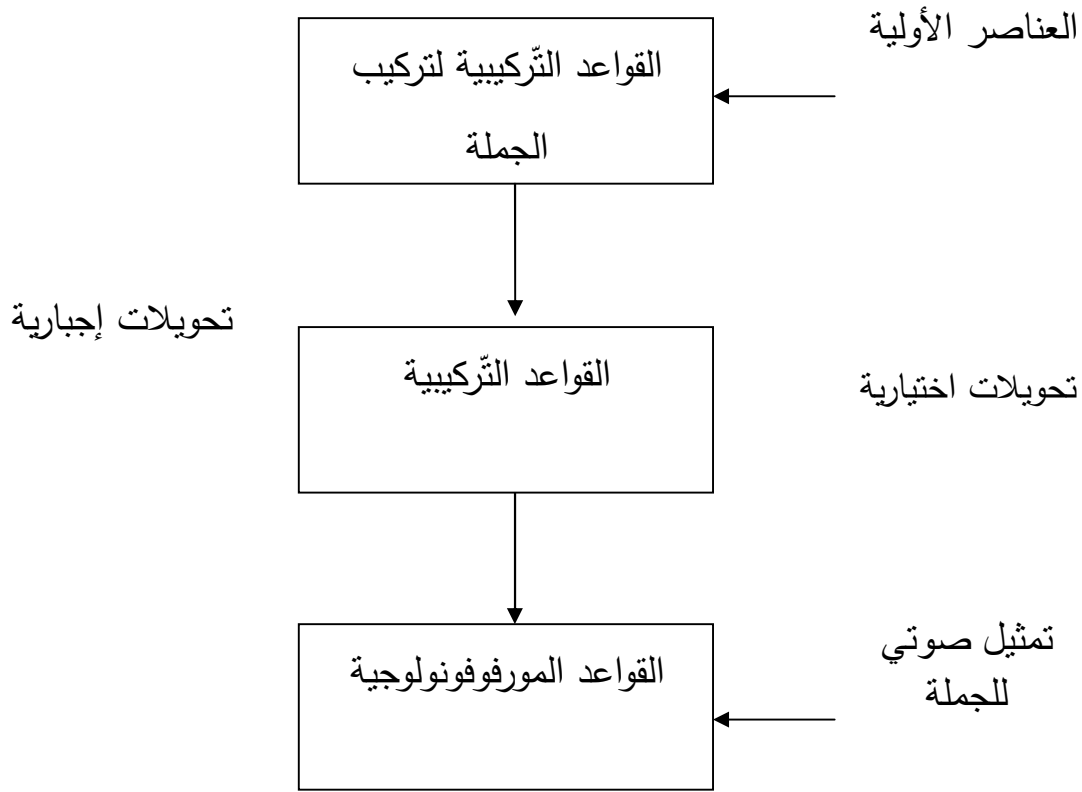 العناصر الأولية
القواعد التّركيبية لتركيب
الجملة
تحويلات إجبارية
القواعد التّركيبية
تحويلات اختيارية
تمثيل صوتي
للجملة
القواعد المورفوفونولوجية